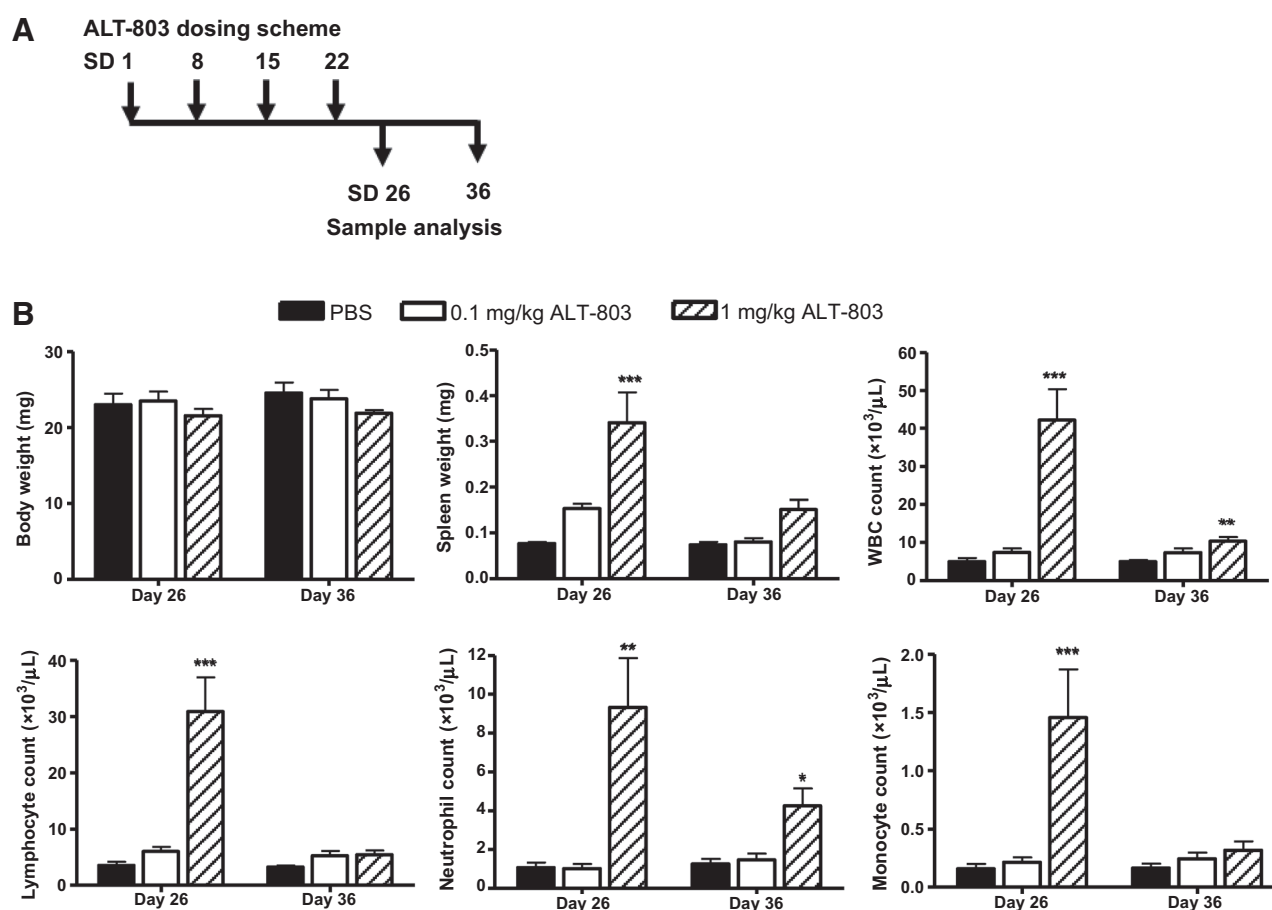 A
ALT-803 dosing scheme
SD 1 8 15 22
SD 26 36
Sample analysis
B
PBS 0.1 mg/kg ALT-803 1 mg/kg ALT-803
Body weight (mg)
30
20
10
0
Day 26 Day 36
Spleen weight (mg)
0.5
0.4
0.3
0.2
0.1
0.0
***
Day 26 Day 36
WBC count (×10³/μL)
60
50
40
30
20
10
0
***
**
Day 26 Day 36
Lymphocyte count (×10³/μL)
40
30
20
10
0
***
Day 26 Day 36
Neutrophil count (×10³/μL)
12
10
8
6
4
2
0
**
*
Day 26 Day 36
Monocyte count (×10³/μL)
2.0
1.5
1.0
0.5
0.0
***
Day 26 Day 36